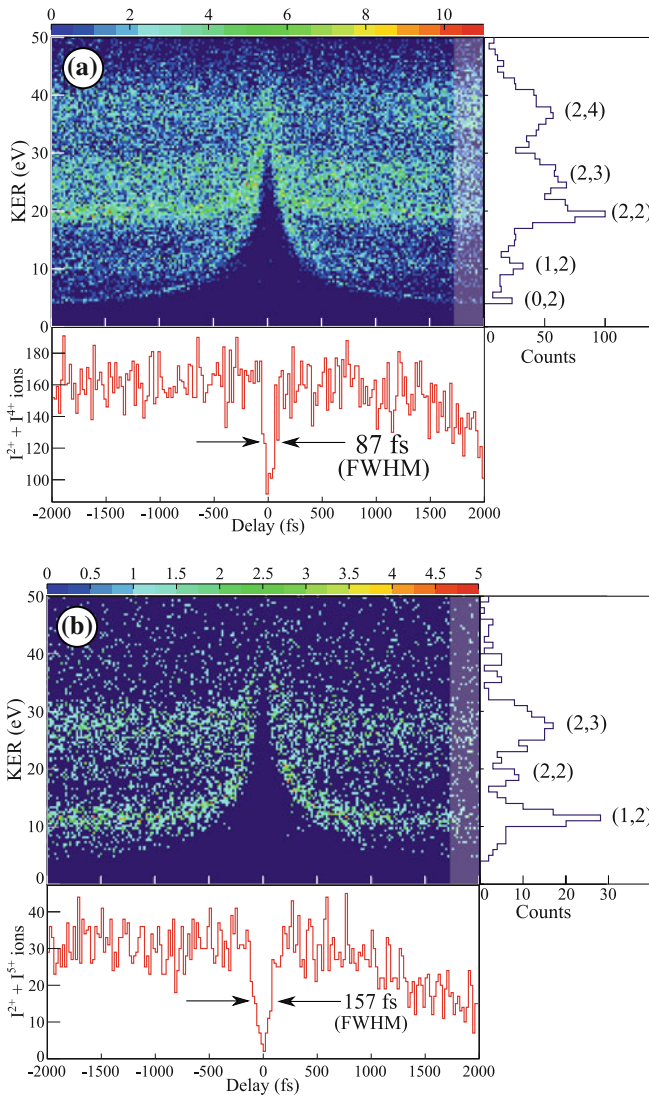 0 2 4 6 8 10
(a)
50
40
30
20
10
0
KER (eV)
(2,4)
(2,3)
(2,2)
(1,2)
(0,2)
0 50 100
Counts
180
160
140
120
100
I2+ + I4+ ions
87 fs
(FWHM)
-2000 -1500 -1000 -500 0 500 1000 1500 2000
Delay (fs)
0 0.5 1 1.5 2 2.5 3 3.5 4 4.5 5
(b)
50
40
30
20
10
0
KER (eV)
(2,3)
(2,2)
(1,2)
0 10 20 30
Counts
40
30
20
10
0
I2+ + I5+ ions
157 fs
(FWHM)
-2000 -1500 -1000 -500 0 500 1000 1500 2000
Delay (fs)